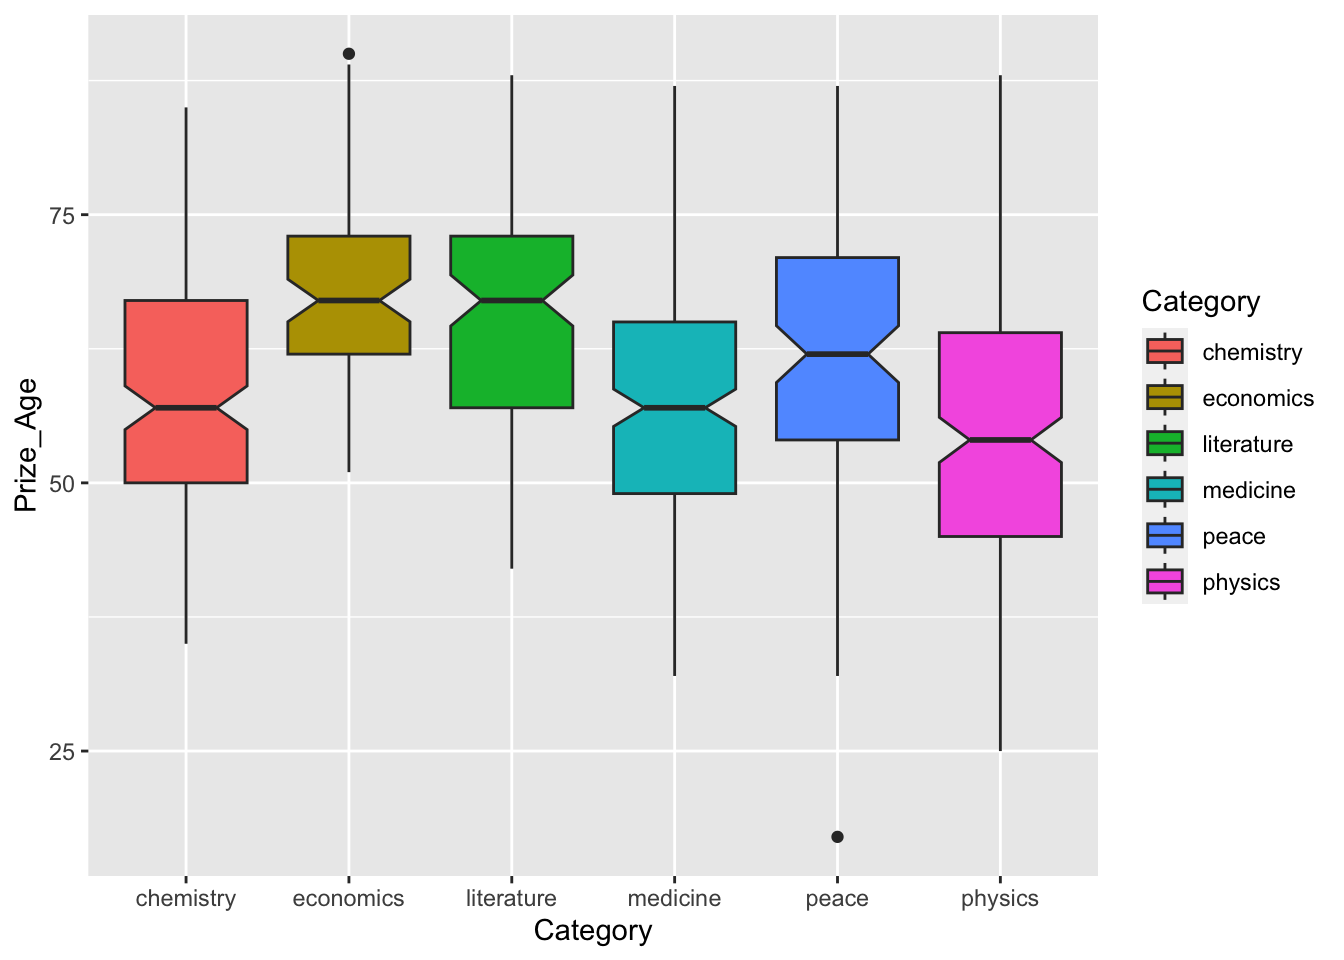 Prize_Age
75
50
25
chemistry economics literature medicine peace physics
Category
Category
chemistry
economics
literature
medicine
peace
physics